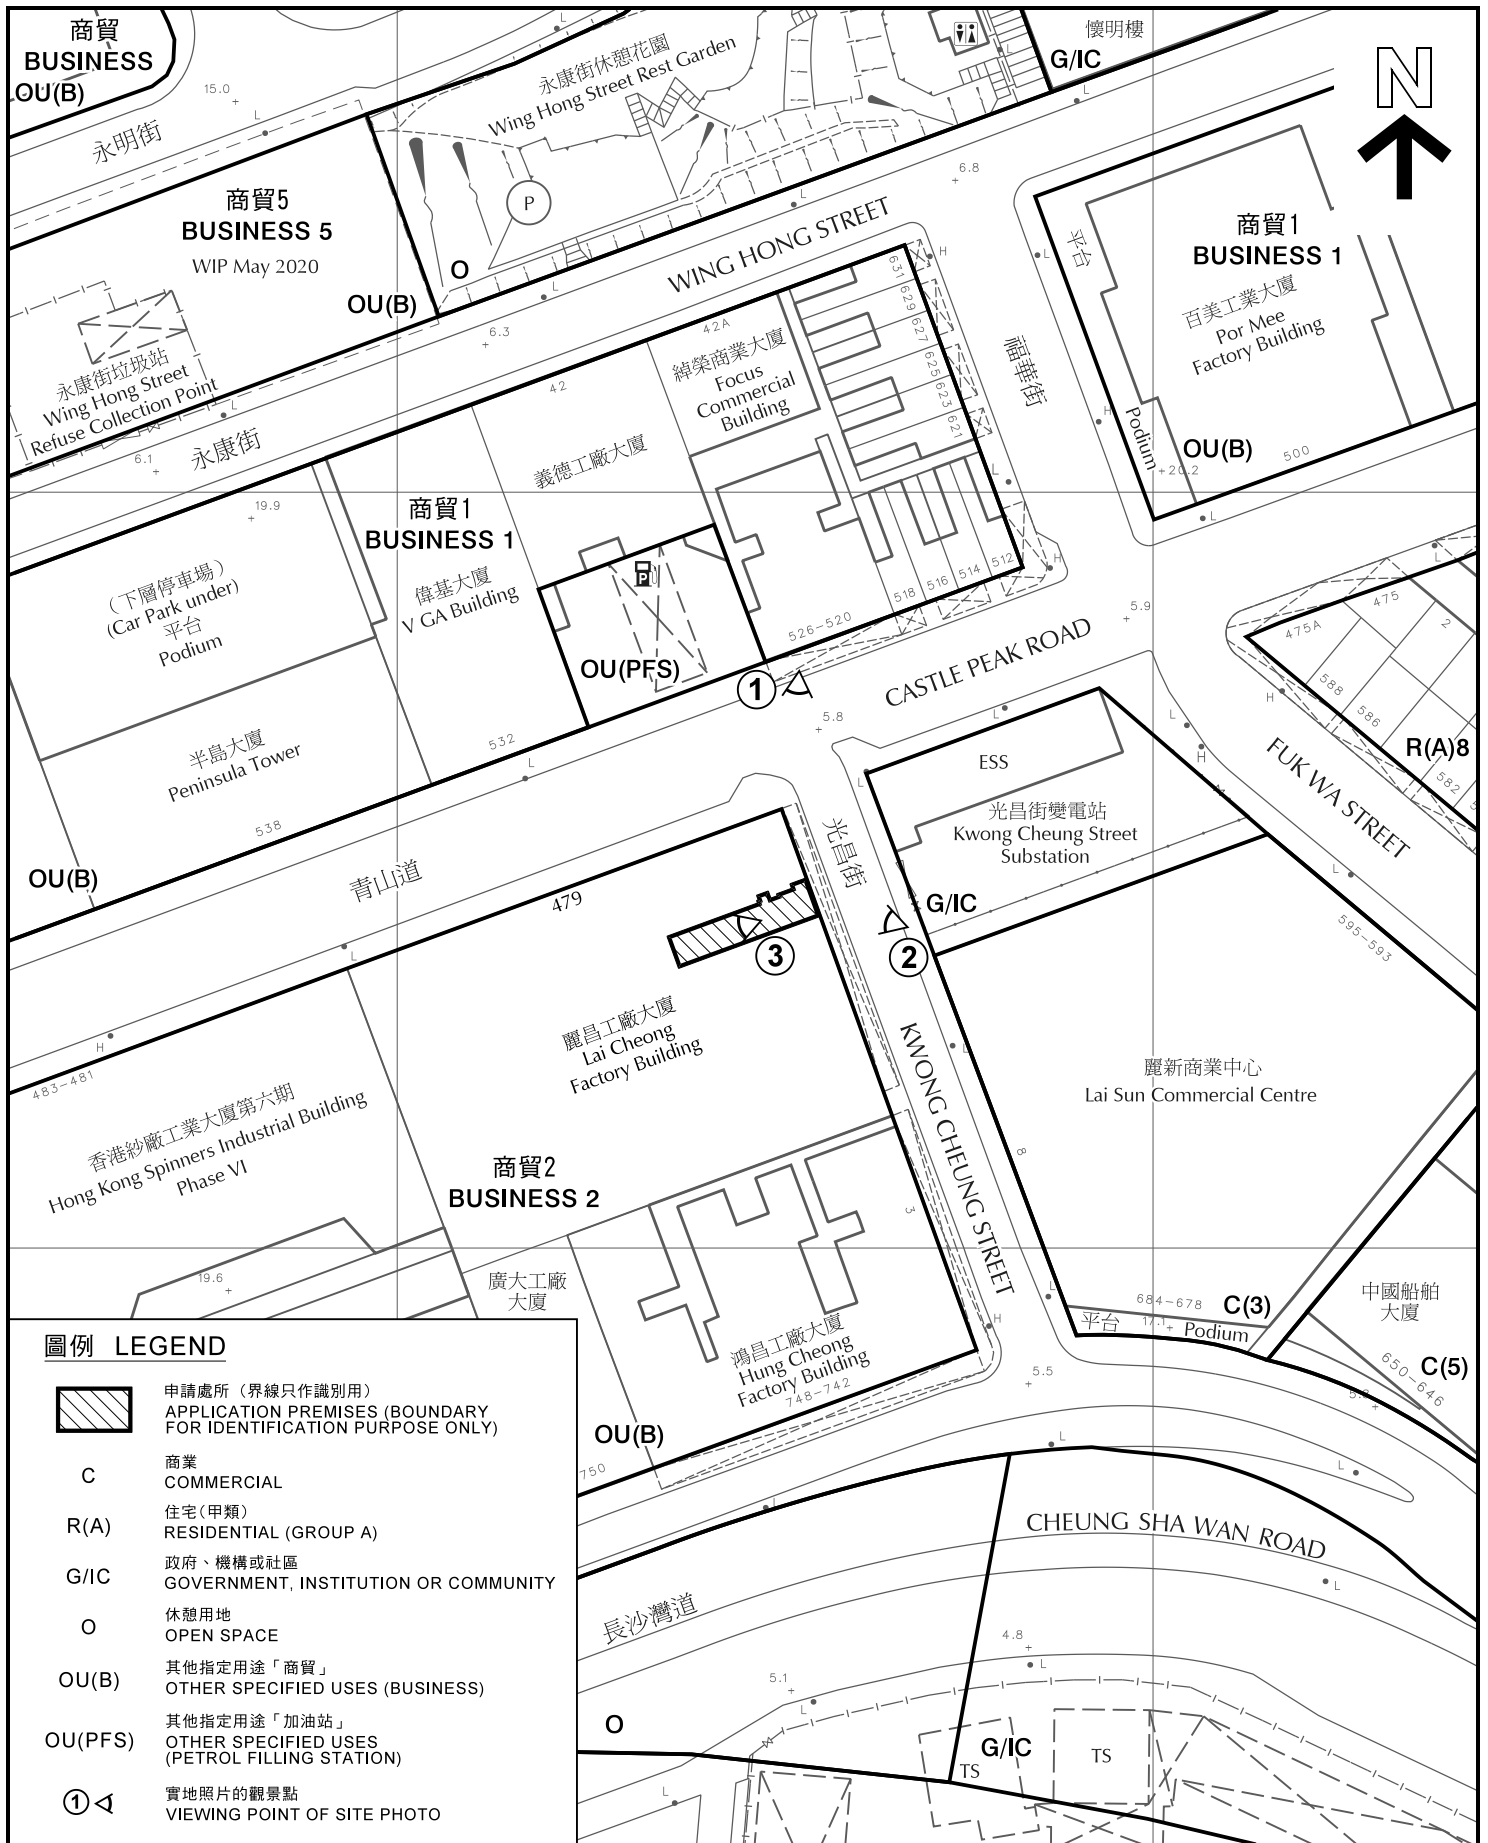 商貿
BUSINESS
OU(B)
15.0
L
永明街
永康街休憩花園
Wing Hong Street Rest Garden
L
懷明樓
G/IC
L
L
N
商貿5
BUSINESS 5
WIP May 2020
OU(B)
P
O
L
L
6.8
WING HONG STREET
6.3
永康街垃圾站
Wing Hong Street
Refuse Collection Point
L
6.1
永康街
平台
L
商貿1
BUSINESS 1
百美工業大廈
Por Mee
Factory Building
H
Podium
OU(B)
20.2
500
L
42A
42
綽榮商業大廈
Focus
Commercial
Building
義德工廠大廈
631
629
627
625
623
621
H
福華街
L
H
19.9
商貿1
BUSINESS 1
偉基大廈
V GA Building
(下層停車場)
(Car Park under)
平台
Podium
P
OU(PFS)
526-520
518
516
514
512
5.9
L
475
475A
2
588
586
582
H
R(A)8
FUK WA STREET
1
CASTLE PEAK ROAD
5.8
L
L
H
半島大廈
Peninsula Tower
532
538
L
OU(B)
青山道
ESS
L
光昌街變電站
Kwong Cheung Street
Substation
光昌街
G/IC
479
3
2
L
595-593
L
H
483-481
麗昌工廠大廈
Lai Cheong
Factory Building
KWONG CHEUNG STREET
L
麗新商業中心
Lai Sun Commercial Centre
8
香港紗廠工業大廈第六期
Hong Kong Spinners Industrial Building
Phase VI
商貿2
BUSINESS 2
3
19.6
廣大工廠
大廈
鴻昌工廠大廈
Hung Cheong
Factory Building
748-742
H
L
684-678
C(3)
平台
17.1
Podium
中國船舶
大廈
650-646
C(5)
5.5
OU(B)
750
L
L
L
CHEUNG SHA WAN ROAD
L
長沙灣道
4.8
L
5.1
L
O
G/IC
TS
TS
L
圖例 LEGEND
申請處所（界線只作識別用）
APPLICATION PREMISES (BOUNDARY
FOR IDENTIFICATION PURPOSE ONLY)
C
商業
COMMERCIAL
R(A)
住宅(甲類)
RESIDENTIAL (GROUP A)
G/IC
政府、機構或社區
GOVERNMENT, INSTITUTION OR COMMUNITY
O
休憩用地
OPEN SPACE
OU(B)
其他指定用途「商貿」
OTHER SPECIFIED USES (BUSINESS)
OU(PFS)
其他指定用途「加油站」
OTHER SPECIFIED USES
(PETROL FILLING STATION)
1
實地照片的觀景點
VIEWING POINT OF SITE PHOTO